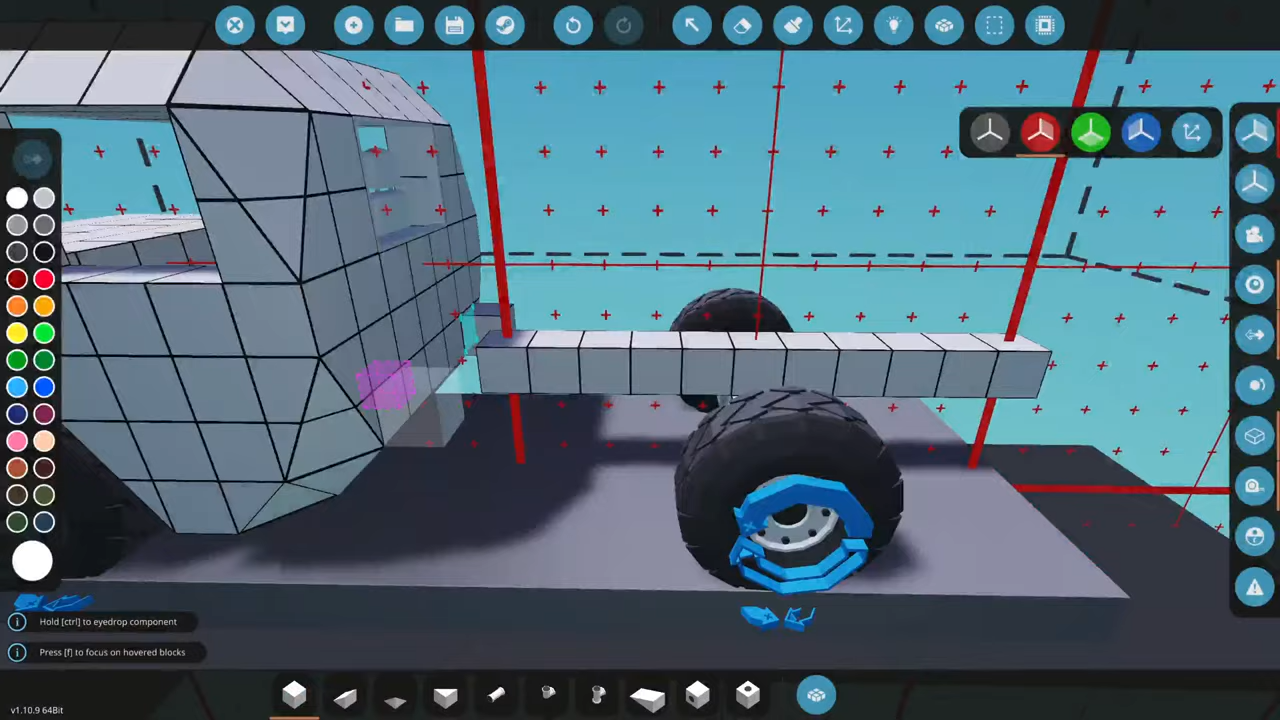 Hold [ctrl] to eyedrop component
Press [f] to focus on hovered blocks
v1.10.9 64Bit